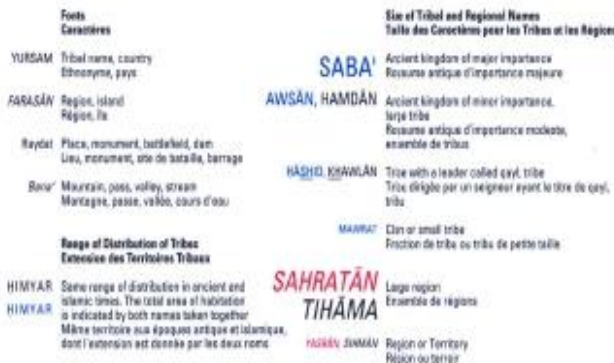 Fonts
Caractères
YURSAM Tribal name, country
Ethnonyme, pays
FARASĀN Region, island
Région, île
Raydat Place, monument, battlefield, dam
Lieu, monument, site de bataille, barrage
Mountain, pass, valley, stream
Montagne, passe, vallée, cours d'eau
Range of Distribution of Tribes
Extension des Territoires Tribaux
HIMYAR Same range of distribution in ancient and
HIMYAR islamic times. The total area of habitation
is indicated by both names taken together
Même territoire aux époques antique et islamique,
dont l'extension est donnée par les deux noms
Size of Tribal and Regional Names
Taille des Caractères pour les Tribus et les Régions
SABA' Ancient kingdom of major importance
Royaume antique d'importance majeure
AWSĀN, HAMDĀN Ancient kingdom of minor importance,
large tribe
Royaume antique d'importance modeste,
ensemble de tribus
HĀSHID, KHAWLĀN Tribe with a leader called qayl, tribe
Tribu dirigée par un seigneur ayant le titre de qayl,
tribu
Clan or small tribe
Fraction de tribu ou tribu de petite taille
SAHRATĀN Large region
TIHĀMA Ensemble de régions
Region or Territory
Région ou terroir